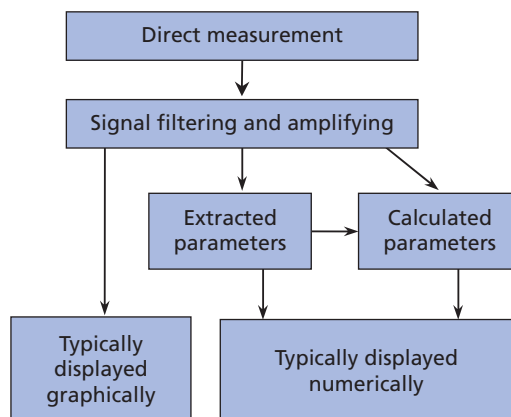 Direct measurement
Signal filtering and amplifying
Extracted
parameters
Calculated
parameters
Typically
displayed
graphically
Typically displayed
numerically